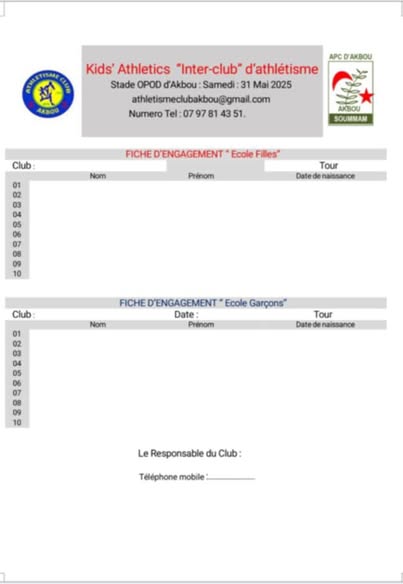 Kids' Athletics "Inter-club" d'athlétisme
Stade OPOD d'Akbou : Samedi : 31 Mai 2025
athletismeclubakbou@gmail.com
Numero Tel : 07 97 81 43 51.
ATHLETISME CLUB
AKBOU
APC D'AKBOU
AKBOU
SOUMMAM
FICHE D'ENGAGEMENT " Ecole Filles"
Club : Tour
Nom Prénom Date de naissance
01
02
03
04
05
06
07
08
09
10
FICHE D'ENGAGEMENT " Ecole Garçons"
Club : Date : Tour
Nom Prénom Date de naissance
01
02
03
04
05
06
07
08
09
10
Le Responsable du Club :
Téléphone mobile :....................